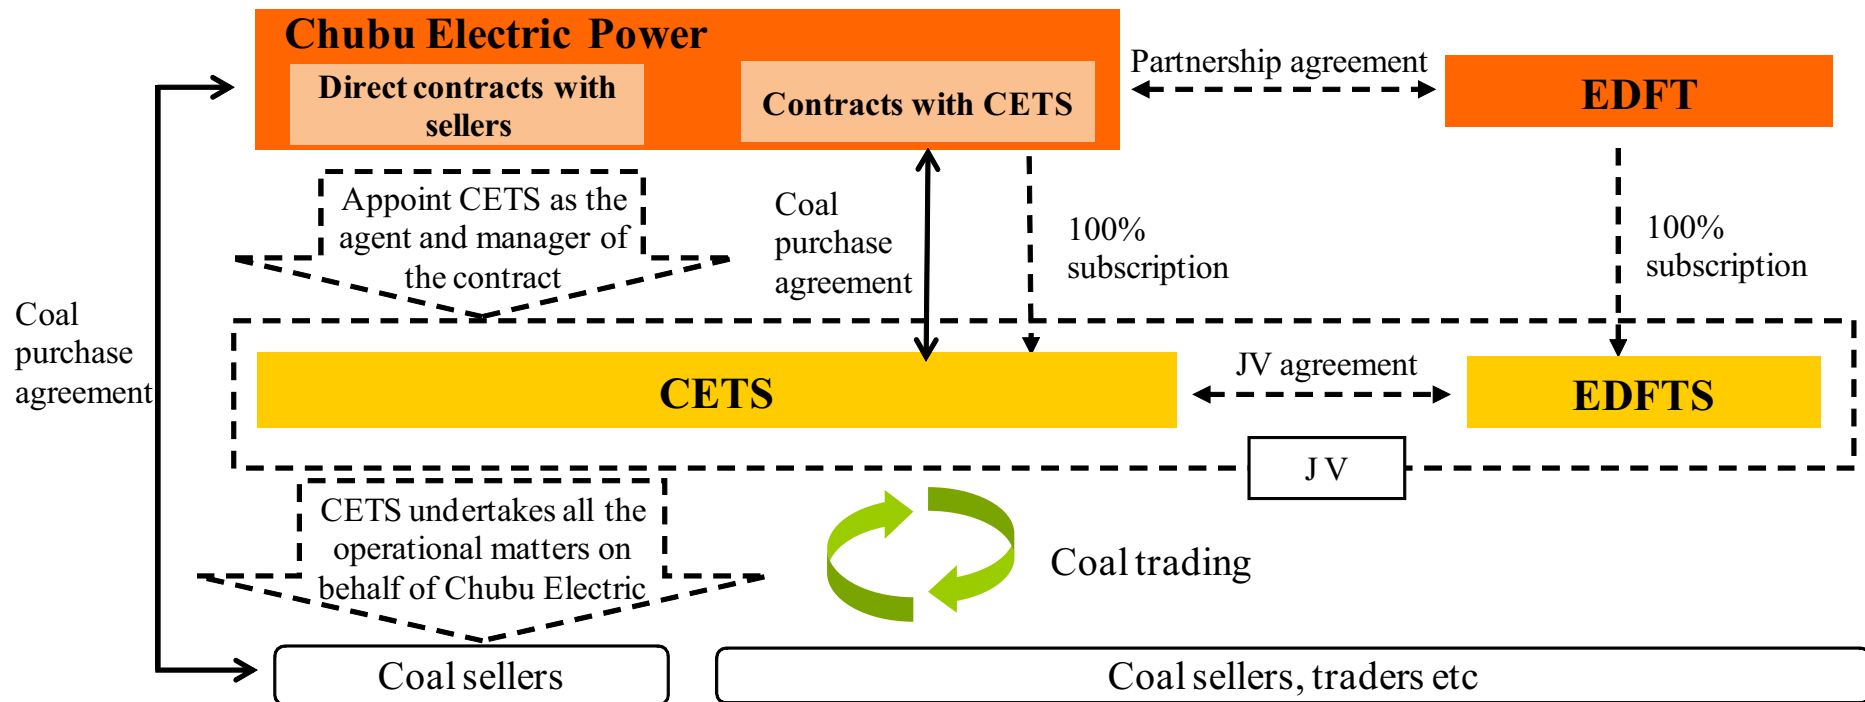 Chubu Electric Power
Direct contracts with
sellers
Contracts with CETS
Partnership agreement
EDFT
Appoint CETS as the
agent and manager of
the contract
Coal
purchase
agreement
100%
subscription
100%
subscription
Coal
purchase
agreement
CETS
JV agreement
EDFTS
J V
CETS undertakes all the
operational matters on
behalf of Chubu Electric
Coal trading
Coal sellers
Coal sellers, traders etc